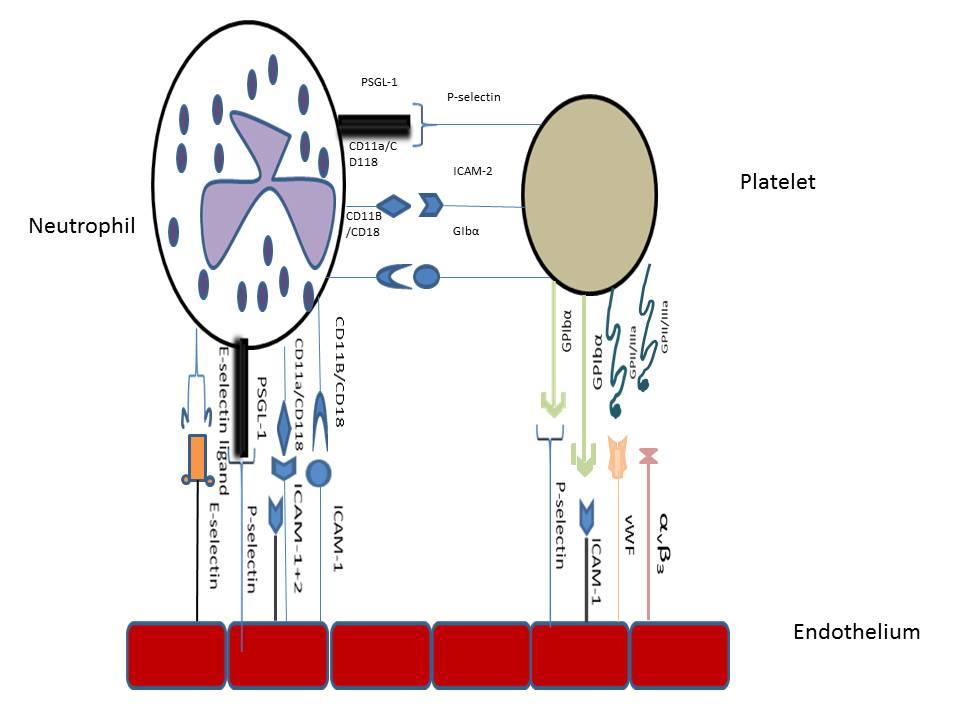 PSGL-1
P-selectin
CD11a/C
D118
ICAM-2
Platelet
CD11B
/CD18
GIbα
Neutrophil
E-selectin ligand
PSGL-1
CD11a/CD118
CD11B/CD18
GPIbα
GPIbα
GPII/IIIa
GPII/IIIa
E-selectin
P-selectin
ICAM-1+2
ICAM-1
P-selectin
ICAM-1
vWF
αvβ3
Endothelium